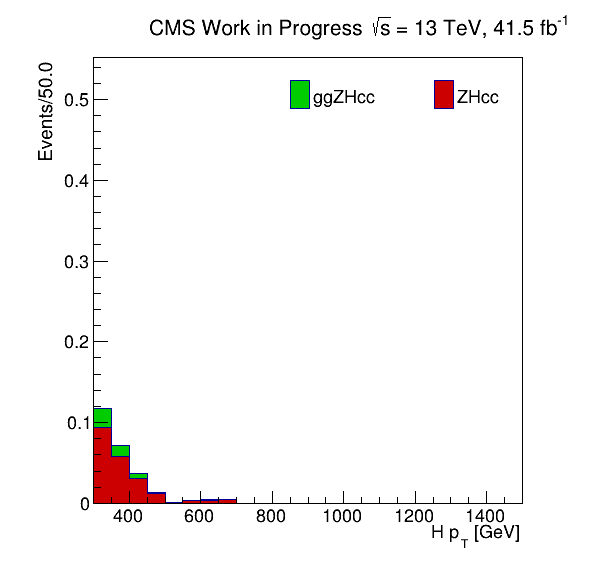 CMS Work in Progress √s = 13 TeV, 41.5 fb⁻¹
Events/50.0
ggZHcc
ZHcc
0.5
0.4
0.3
0.2
0.1
0
400 600 800 1000 1200 1400
H p_T [GeV]